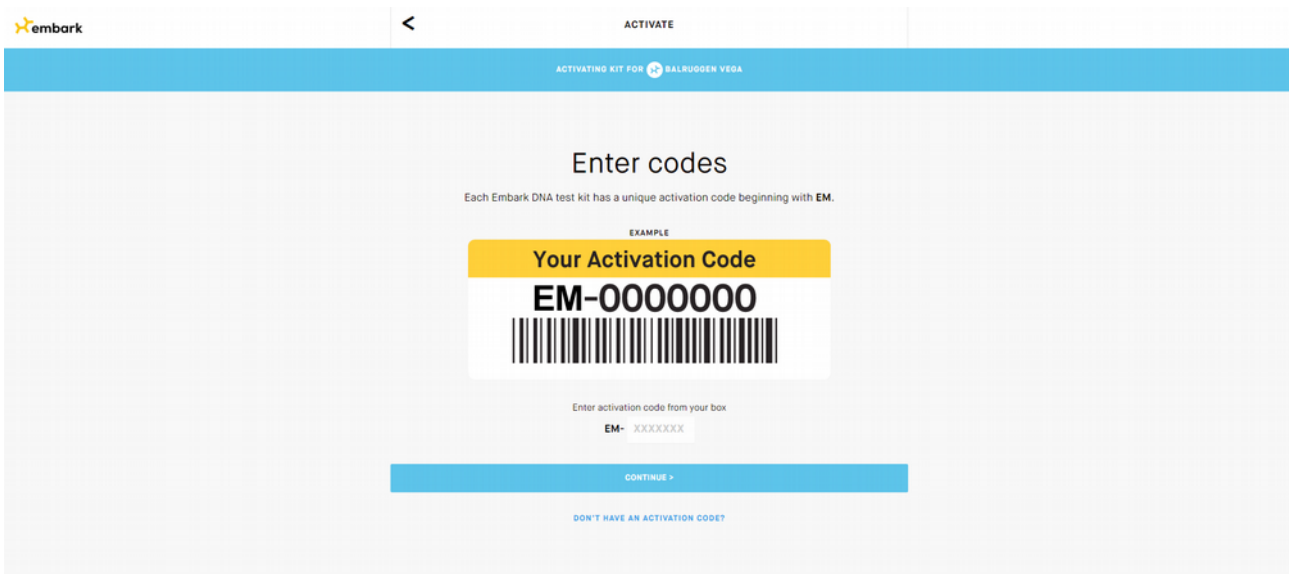 embark
<
ACTIVATE
ACTIVATING KIT FOR BALRUGGEN VEGA
Enter codes
Each Embark DNA test kit has a unique activation code beginning with EM.
EXAMPLE
Your Activation Code
EM-0000000
Enter activation code from your box
EM- XXXXXXX
CONTINUE >
DON'T HAVE AN ACTIVATION CODE?